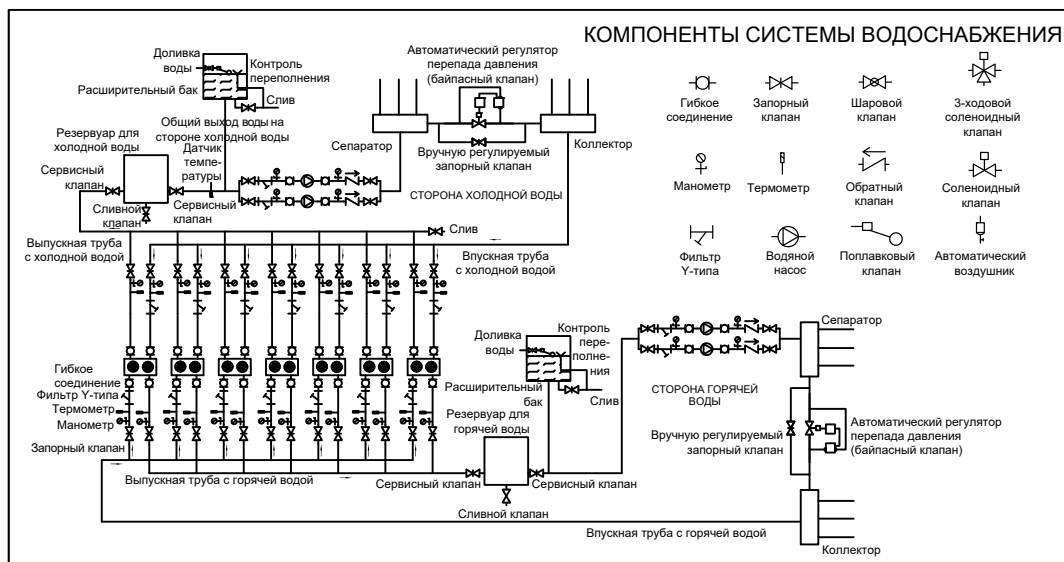 КОМПОНЕНТЫ СИСТЕМЫ ВОДОСНАБЖЕНИЯ
Доливка
воды
Контроль
переполнения
Расширительный бак
Слив
Общий выход воды на
стороне холодной воды
Резервуар для
холодной воды
Датчик
темпе-
ратуры
Сервисный
клапан
Сервисный
клапан
Сливной
клапан
Автоматический регулятор
перепада давления
(байпасный клапан)
Сепаратор
Вручную регулируемый
запорный клапан
Коллектор
СТОРОНА ХОЛОДНОЙ ВОДЫ
Слив
Выпускная труба
с холодной водой
Впускная труба
с холодной водой
Гибкое
соединение
Запорный
клапан
Шаровой
клапан
3-ходовой
соленоидный
клапан
Манометр
Термометр
Обратный
клапан
Соленоидный
клапан
Фильтр
Y-типа
Водяной
насос
Поплавковый
клапан
Автоматический
воздушник
Гибкое
соединение
Фильтр Y-типа
Термометр
Манометр
Запорный клапан
Выпускная труба с горячей водой
Доливка
воды
Контроль
пере-
полне-
ния
Расширительный
бак
Слив
Резервуар для
горячей воды
Сервисный клапан
Сервисный клапан
Сливной клапан
СТОРОНА ГОРЯЧЕЙ
ВОДЫ
Сепаратор
Вручную регулируемый
запорный клапан
Автоматический регулятор
перепада давления
(байпасный клапан)
Впускная труба с горячей водой
Коллектор